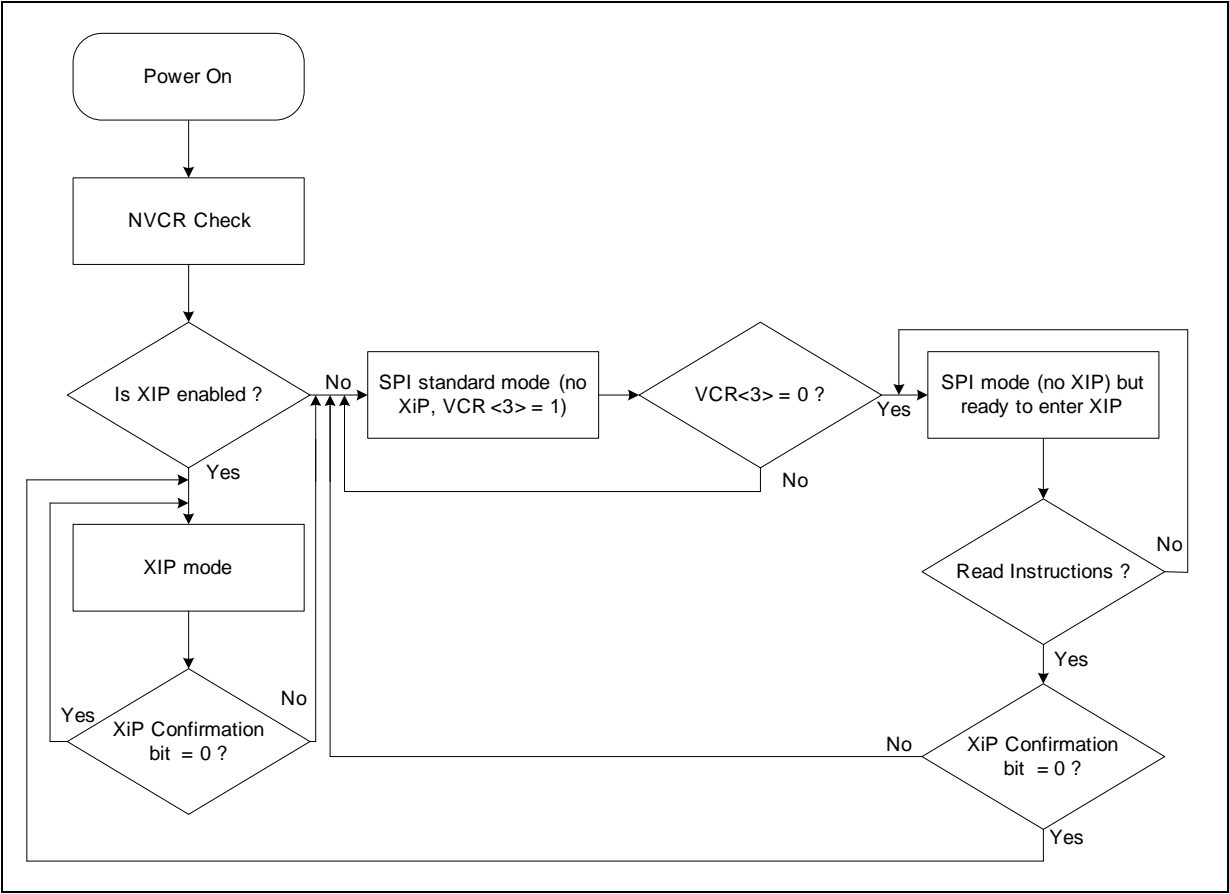 Power On
NVCR Check
Is XIP enabled ?
No
SPI standard mode (no
XiP, VCR <3> = 1)
VCR<3> = 0 ?
Yes
SPI mode (no XIP) but
ready to enter XIP
Yes
No
XIP mode
Read Instructions ?
No
Yes
No
Yes
XiP Confirmation
bit = 0 ?
No
XiP Confirmation
bit = 0 ?
Yes